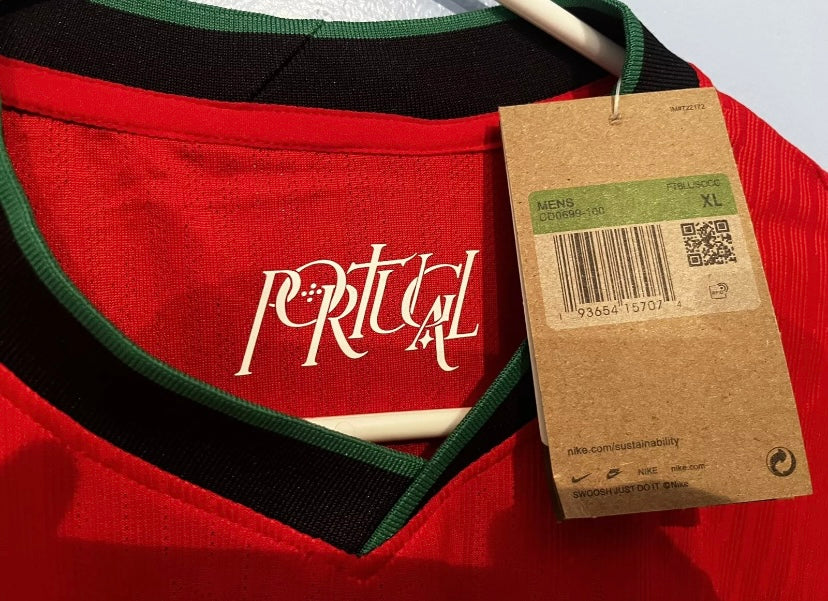 PORTUGAL
MENS
XL
CD0699-100
1 93654 15707 4
nike.com/sustainability
NIKE nike.com
SWOOSH JUST DO IT © Nike